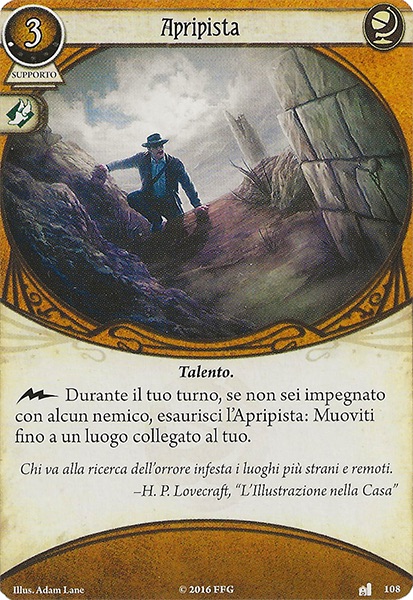 3
Apripista
SUPPORTO
Talento.
Durante il tuo turno, se non sei impegnato
con alcun nemico, esaurisci l'Apripista: Muoviti
fino a un luogo collegato al tuo.
Chi va alla ricerca dell'orrore infesta i luoghi più strani e remoti.
–H. P. Lovecraft, “L'Illustrazione nella Casa”
Illus. Adam Lane
© 2016 FFG
108